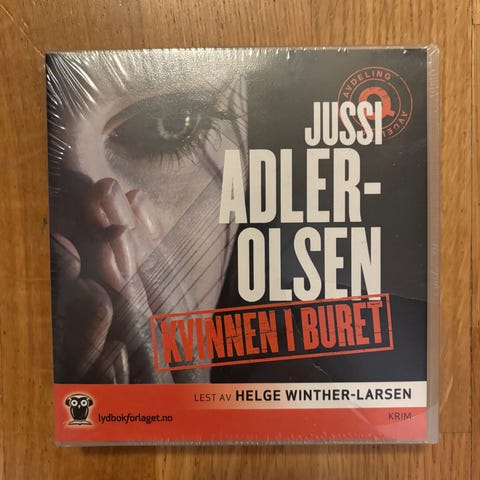 AVDELING
Q
JUSSI
ADLER-
OLSEN
KVINNEN I BURET
LEST AV HELGE WINTHER-LARSEN
lydbokforlaget.no
KRIM